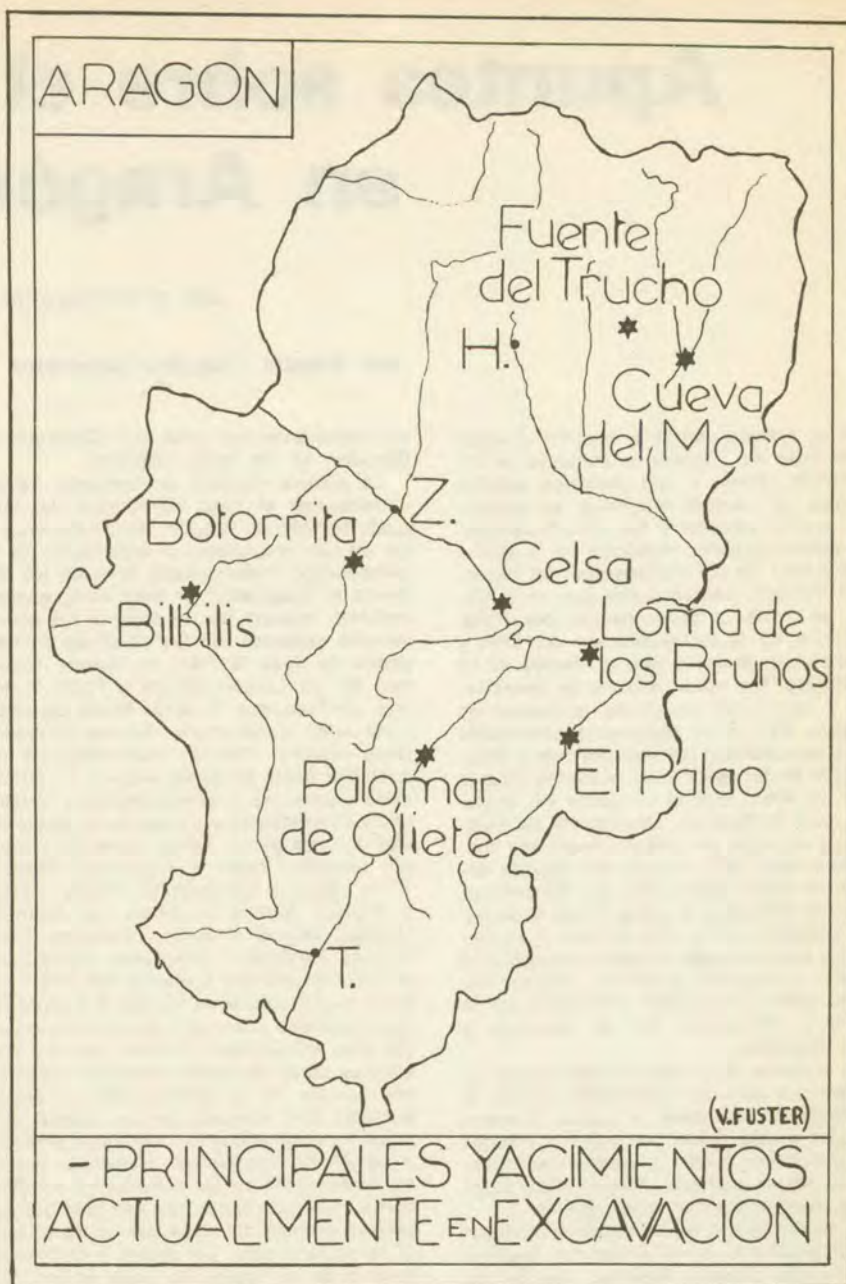 ARAGON
Fuente
del Trucho
H.
Cueva
del Moro
Z.
Botorrita
Celsa
Bilbilis
Loma de
los Brunos
Palomar
de Oliete
El Palao
T.
(V.FUSTER)
-PRINCIPALES YACIMIENTOS
ACTUALMENTE EN EXCAVACION